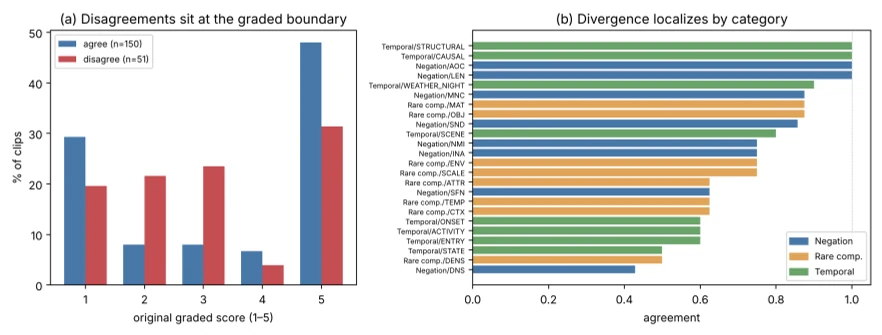 (a) Disagreements sit at the graded boundary
50
40
30
20
10
0
% of clips
agree (n=150)
disagree (n=51)
1 2 3 4 5
original graded score (1–5)
(b) Divergence localizes by category
Temporal/STRUCTURAL
Temporal/CAUSAL
Negation/AOC
Negation/LEN
Temporal/WEATHER_NIGHT
Negation/MNC
Rare comp./MAT
Rare comp./OBJ
Negation/SND
Temporal/SCENE
Negation/NMI
Negation/INA
Rare comp./ENV
Rare comp./SCALE
Rare comp./ATTR
Negation/SFN
Rare comp./TEMP
Rare comp./CTX
Temporal/ONSET
Temporal/ACTIVITY
Temporal/ENTRY
Temporal/STATE
Rare comp./DENS
Negation/DNS
Negation
Rare comp.
Temporal
0.0 0.2 0.4 0.6 0.8 1.0
agreement